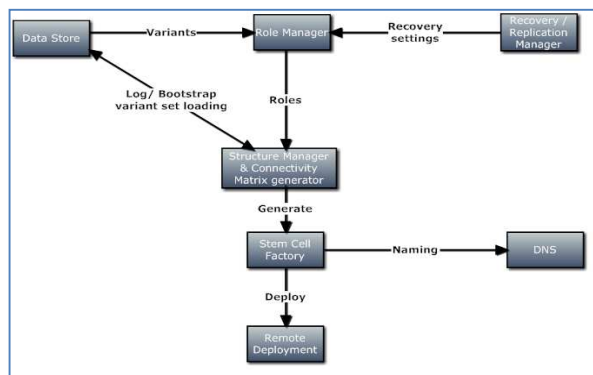 Data Store
Variants
Role Manager
Recovery
settings
Recovery /
Replication
Manager
Log/ Bootstrap
variant set loading
Roles
Structure Manager
& Connectivity
Matrix generator
Generate
Stem Cell
Factory
Naming
DNS
Deploy
Remote
Deployment